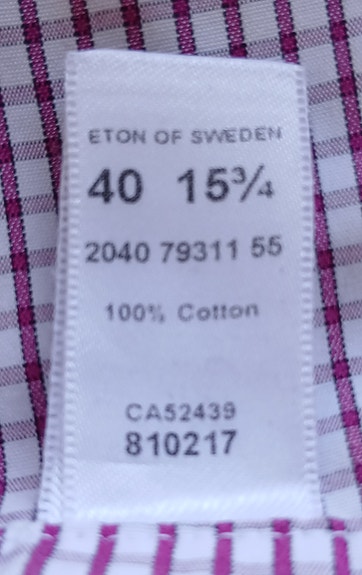 ETON OF SWEDEN
40 15¾
2040 79311 55
100% Cotton
CA52439
810217